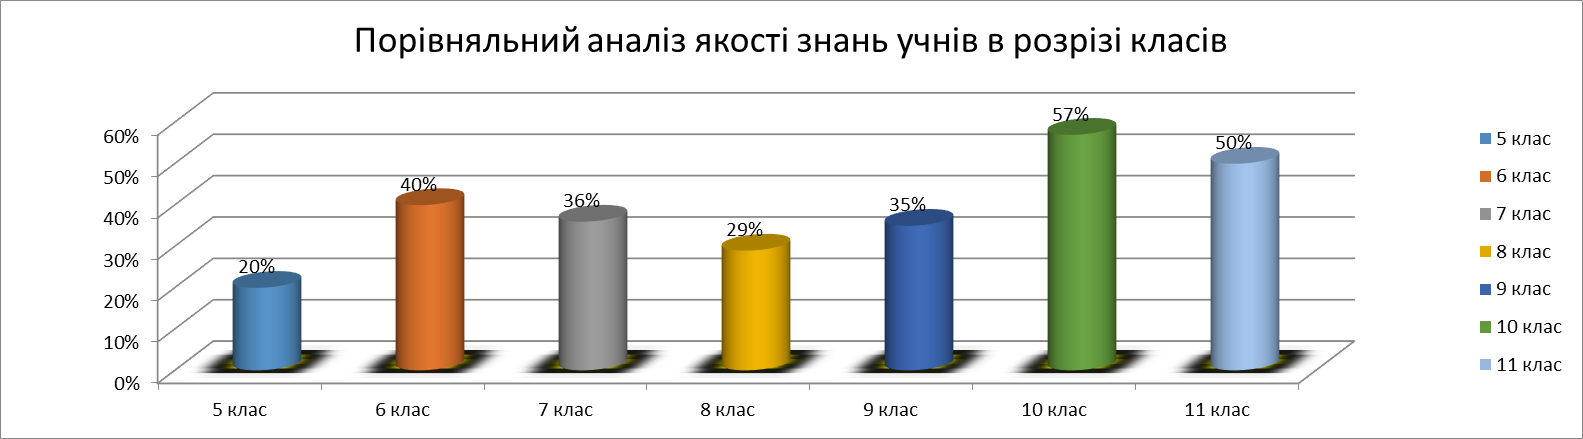 Порівняльний аналіз якості знань учнів в розрізі класів
60%
50%
40%
30%
20%
10%
0%
20%
40%
36%
29%
35%
57%
50%
5 клас
6 клас
7 клас
8 клас
9 клас
10 клас
11 клас
5 клас
6 клас
7 клас
8 клас
9 клас
10 клас
11 клас